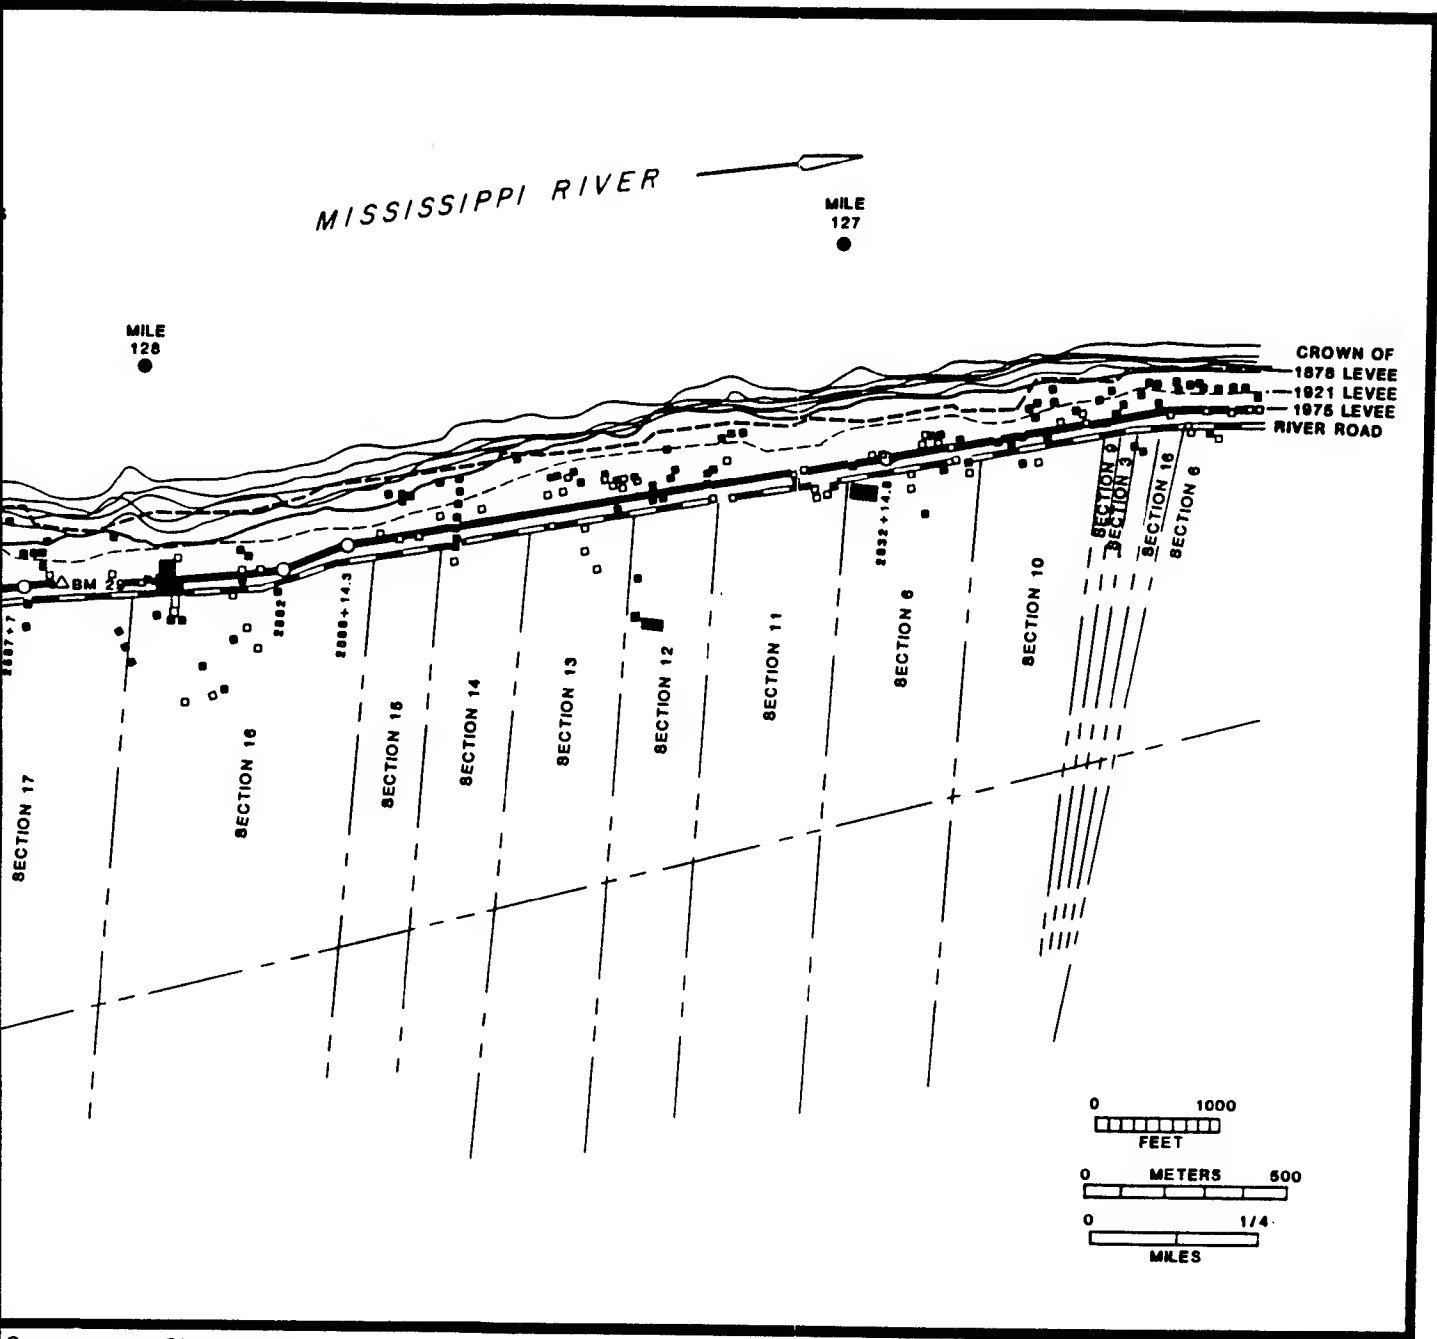 MISSISSIPPI RIVER
MILE
127
MILE
128
CROWN OF
1878 LEVEE
1921 LEVEE
1975 LEVEE
RIVER ROAD
BM 2
2887+7
2882
2888+14.3
2832+14.8
SECTION 17
SECTION 16
SECTION 15
SECTION 14
SECTION 13
SECTION 12
SECTION 11
SECTION 6
SECTION 10
SECTION 9
SECTION 3
SECTION 16
SECTION 6
0 1000
FEET
0 METERS 500
0 1/4
MILES